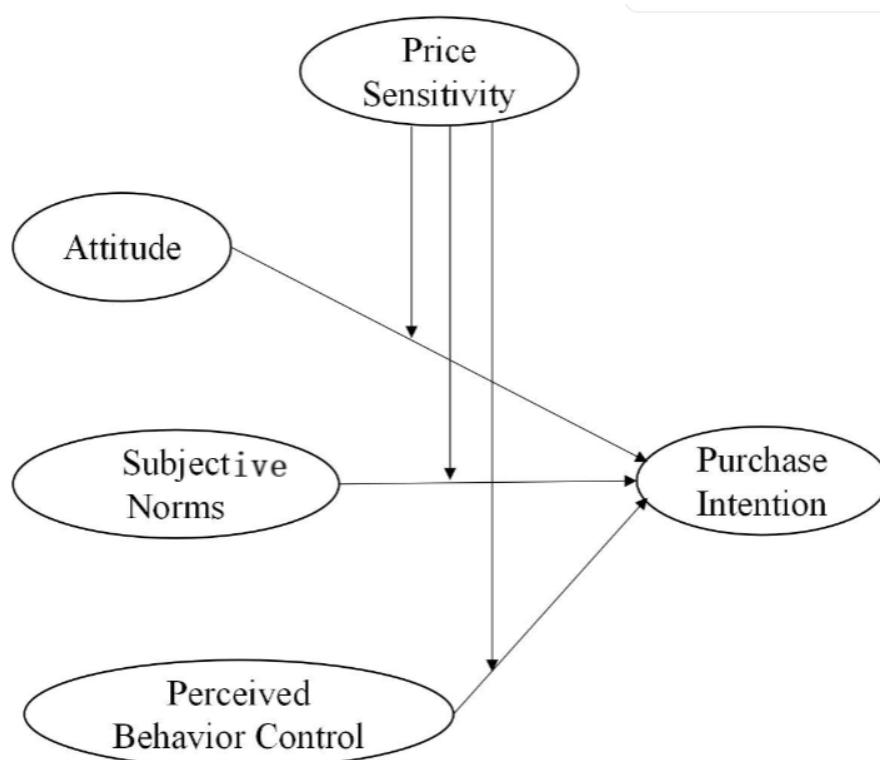 Price
Sensitivity
Attitude
Subjective
Norms
Purchase
Intention
Perceived
Behavior Control